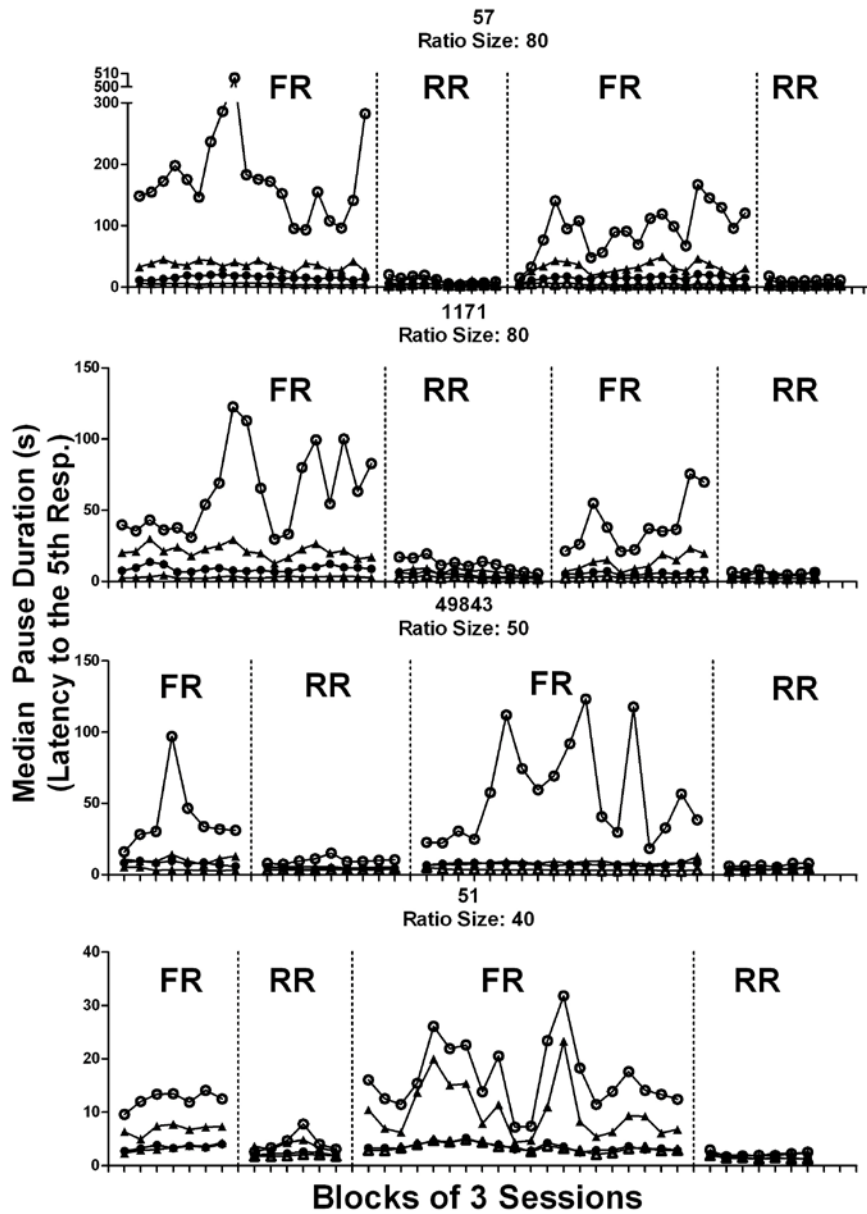 57
Ratio Size: 80
FR RR FR RR
510
500
300
200
100
0
1171
Ratio Size: 80
FR RR FR RR
150
100
50
0
49843
Ratio Size: 50
FR RR FR RR
150
100
50
0
51
Ratio Size: 40
FR RR FR RR
40
30
20
10
0
Median Pause Duration (s)
(Latency to the 5th Resp.)
Blocks of 3 Sessions